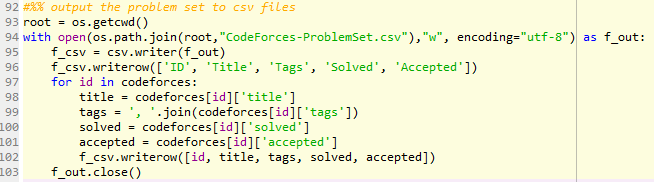 92 #%% output the problem set to csv files
93 root = os.getcwd()
94 with open(os.path.join(root,"CodeForces-ProblemSet.csv"),"w", encoding="utf-8") as f_out:
95     f_csv = csv.writer(f_out)
96     f_csv.writerow(['ID', 'Title', 'Tags', 'Solved', 'Accepted'])
97     for id in codeforces:
98         title = codeforces[id]['title']
99         tags = ', '.join(codeforces[id]['tags'])
100         solved = codeforces[id]['solved']
101         accepted = codeforces[id]['accepted']
102         f_csv.writerow([id, title, tags, solved, accepted])
103     f_out.close()